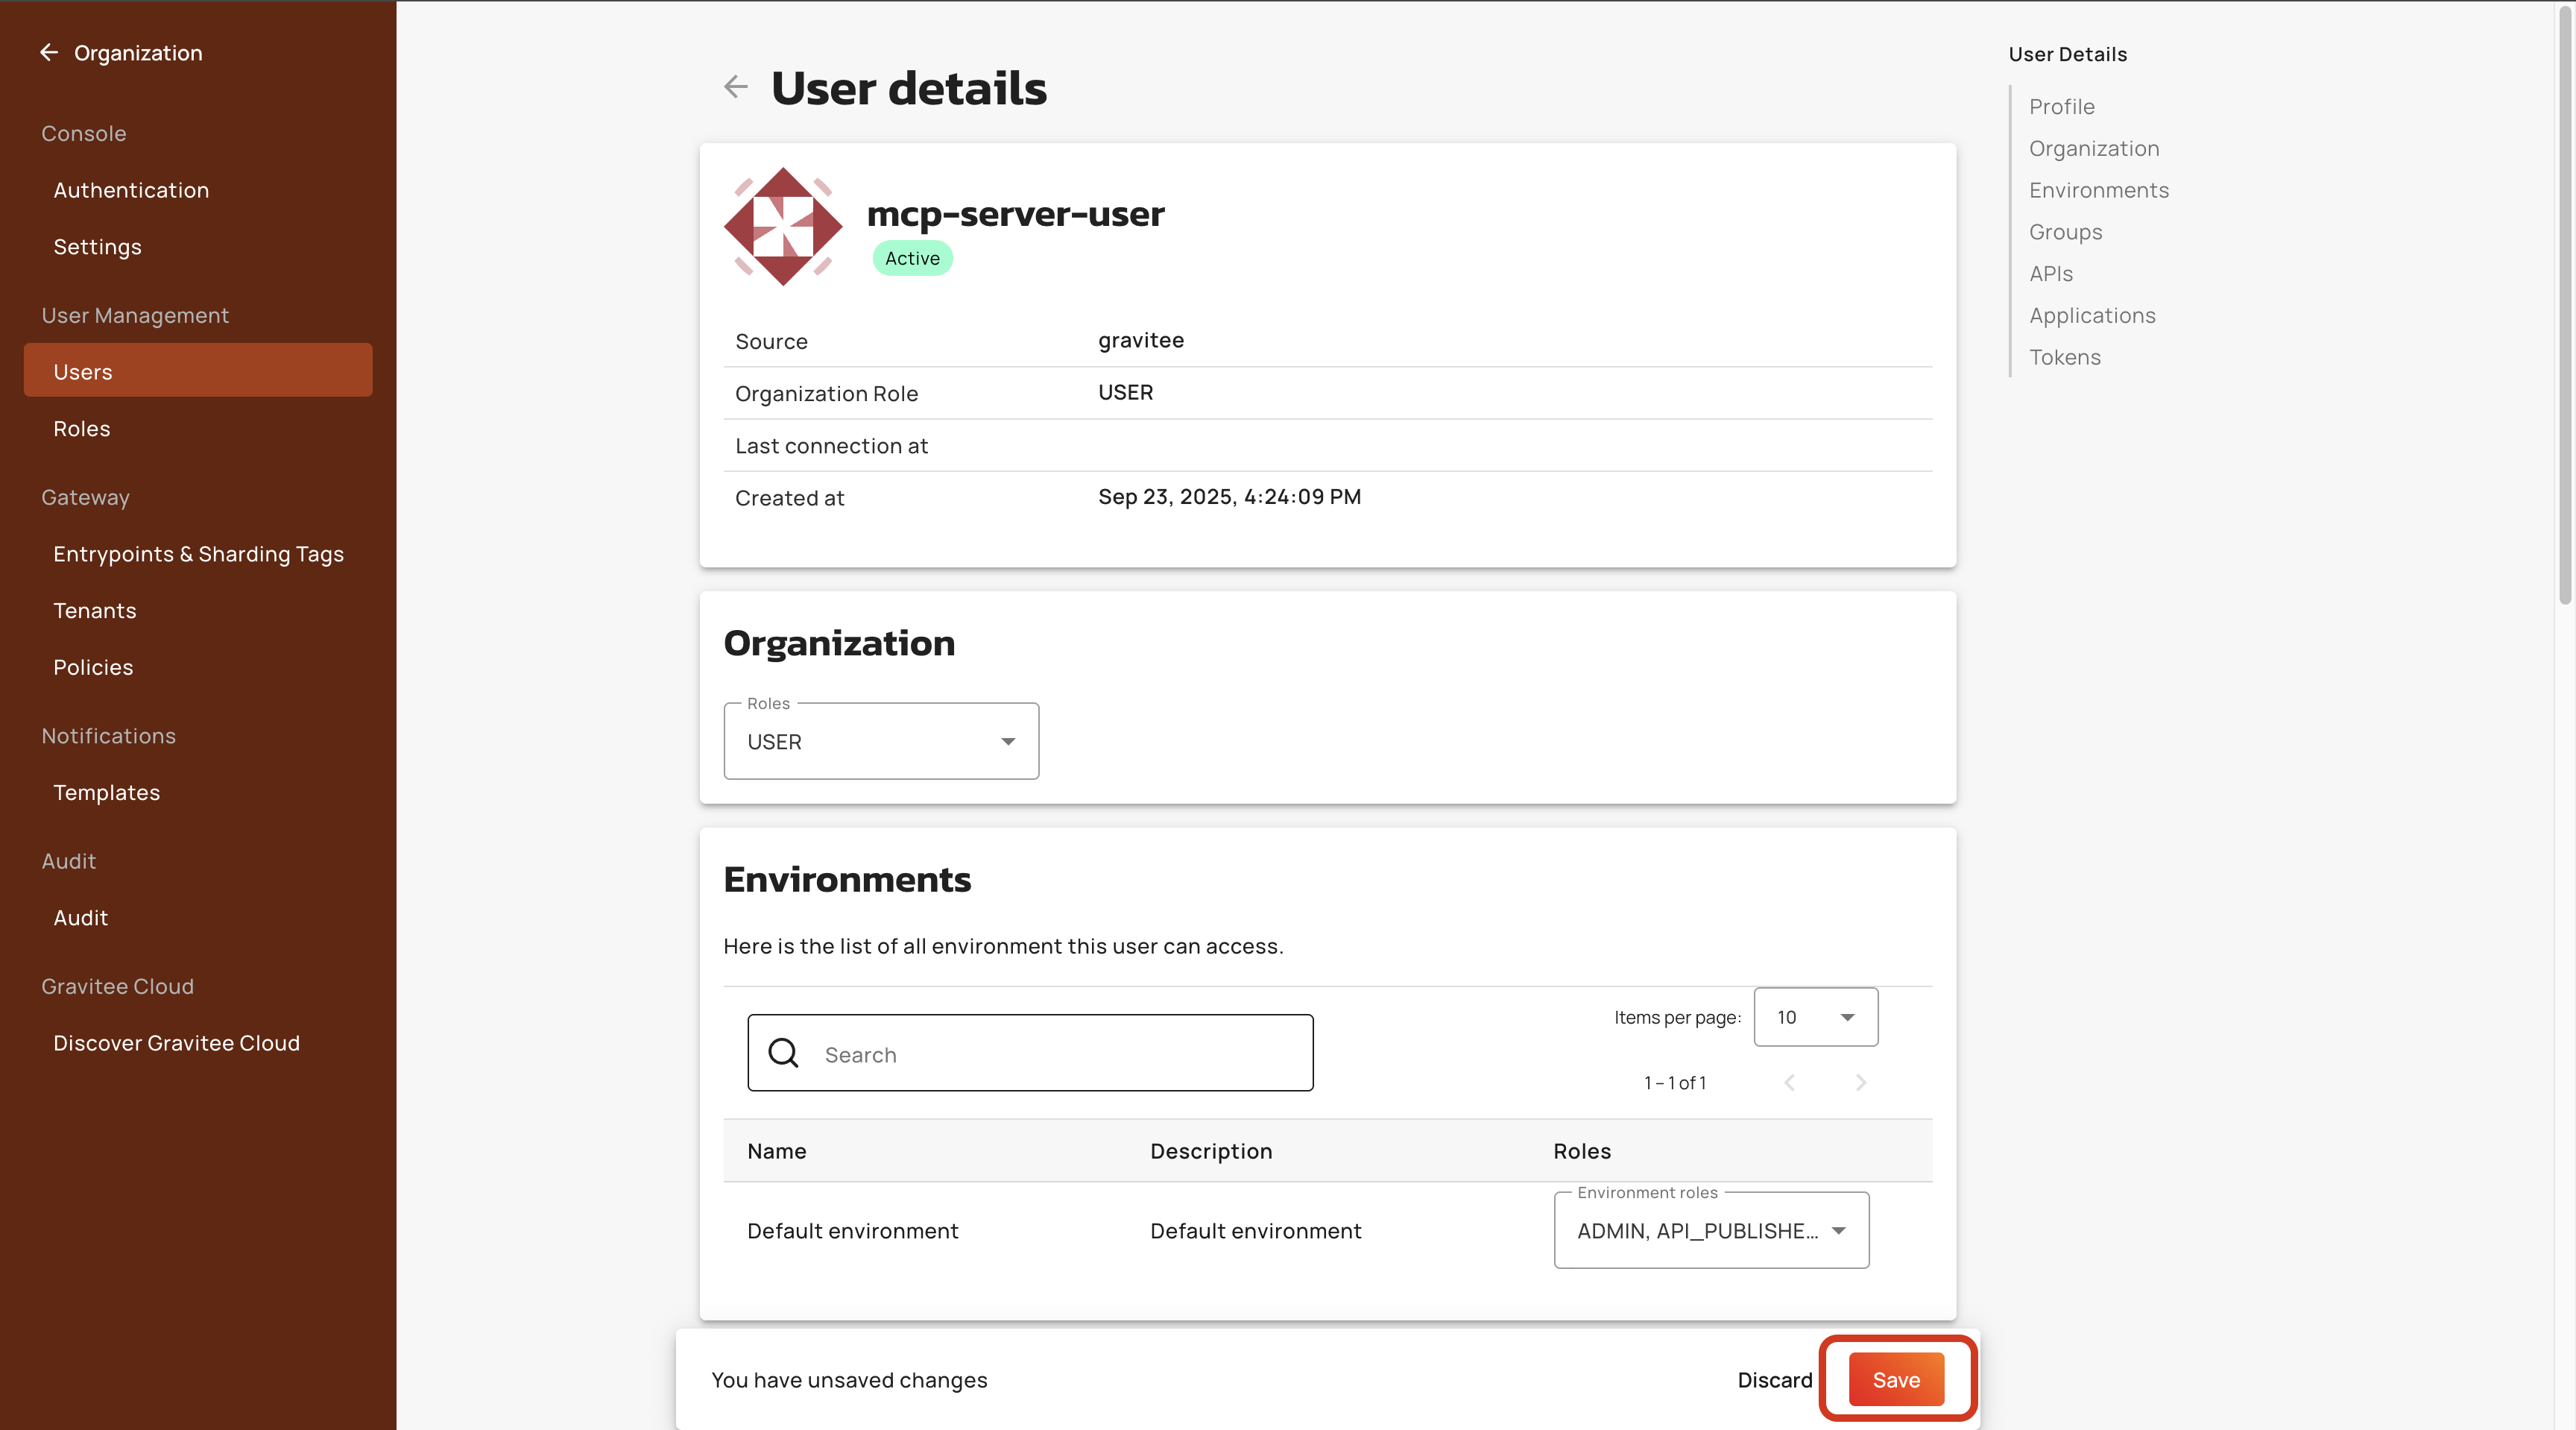 Organization
Console
Authentication
Settings
User Management
Users
Roles
Gateway
Entrypoints & Sharding Tags
Tenants
Policies
Notifications
Templates
Audit
Audit
Gravitee Cloud
Discover Gravitee Cloud
User details
mcp-server-user
Active
Source gravitee
Organization Role USER
Last connection at
Created at Sep 23, 2025, 4:24:09 PM
Organization
Roles
USER
Environments
Here is the list of all environment this user can access.
Search
Items per page: 10
1 – 1 of 1
Name Description Roles
Environment roles
Default environment Default environment ADMIN, API_PUBLISHE...
You have unsaved changes Discard Save
User Details
Profile
Organization
Environments
Groups
APIs
Applications
Tokens